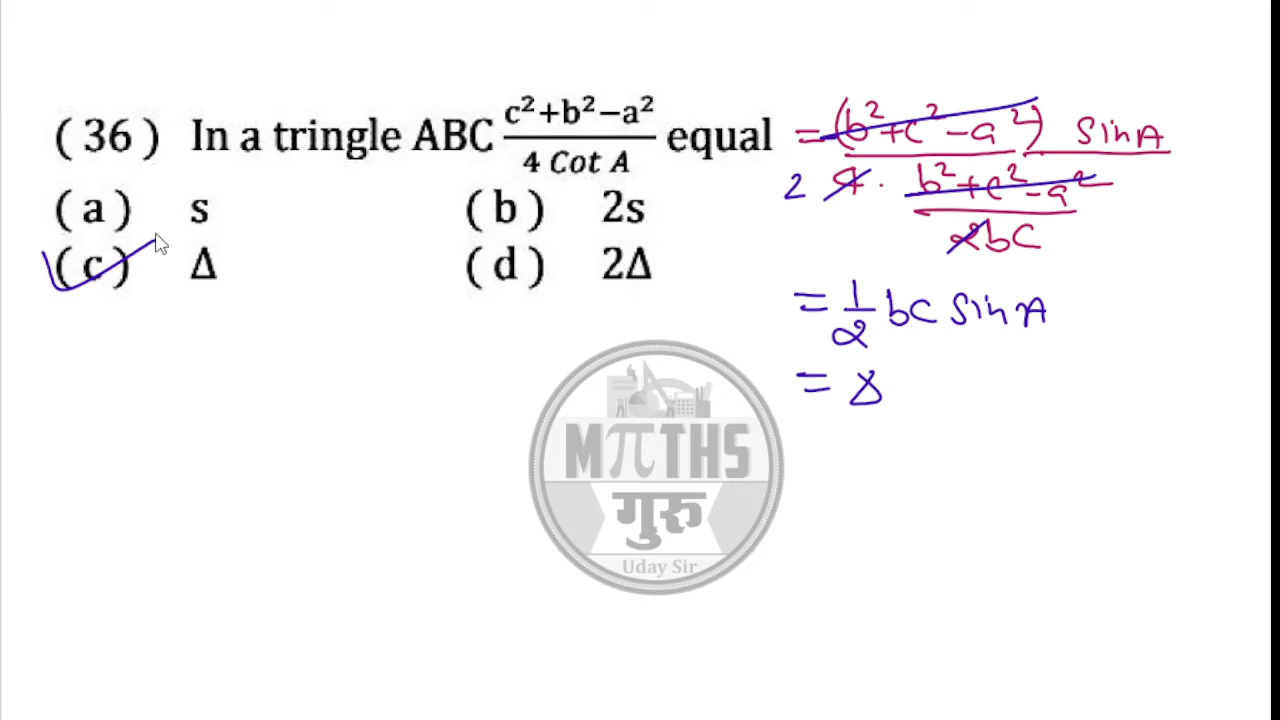 ( 36 ) In a tringle ABC (c²+b²−a²)/(4 Cot A) equal
( a ) s ( b ) 2s
( c ) Δ ( d ) 2Δ
= (b²+c²-a²) sinA
2 4 · b²+c²-a²
2bc
= 1/2 bc sinA
= Δ
MπTHS
गुरु
Uday Sir